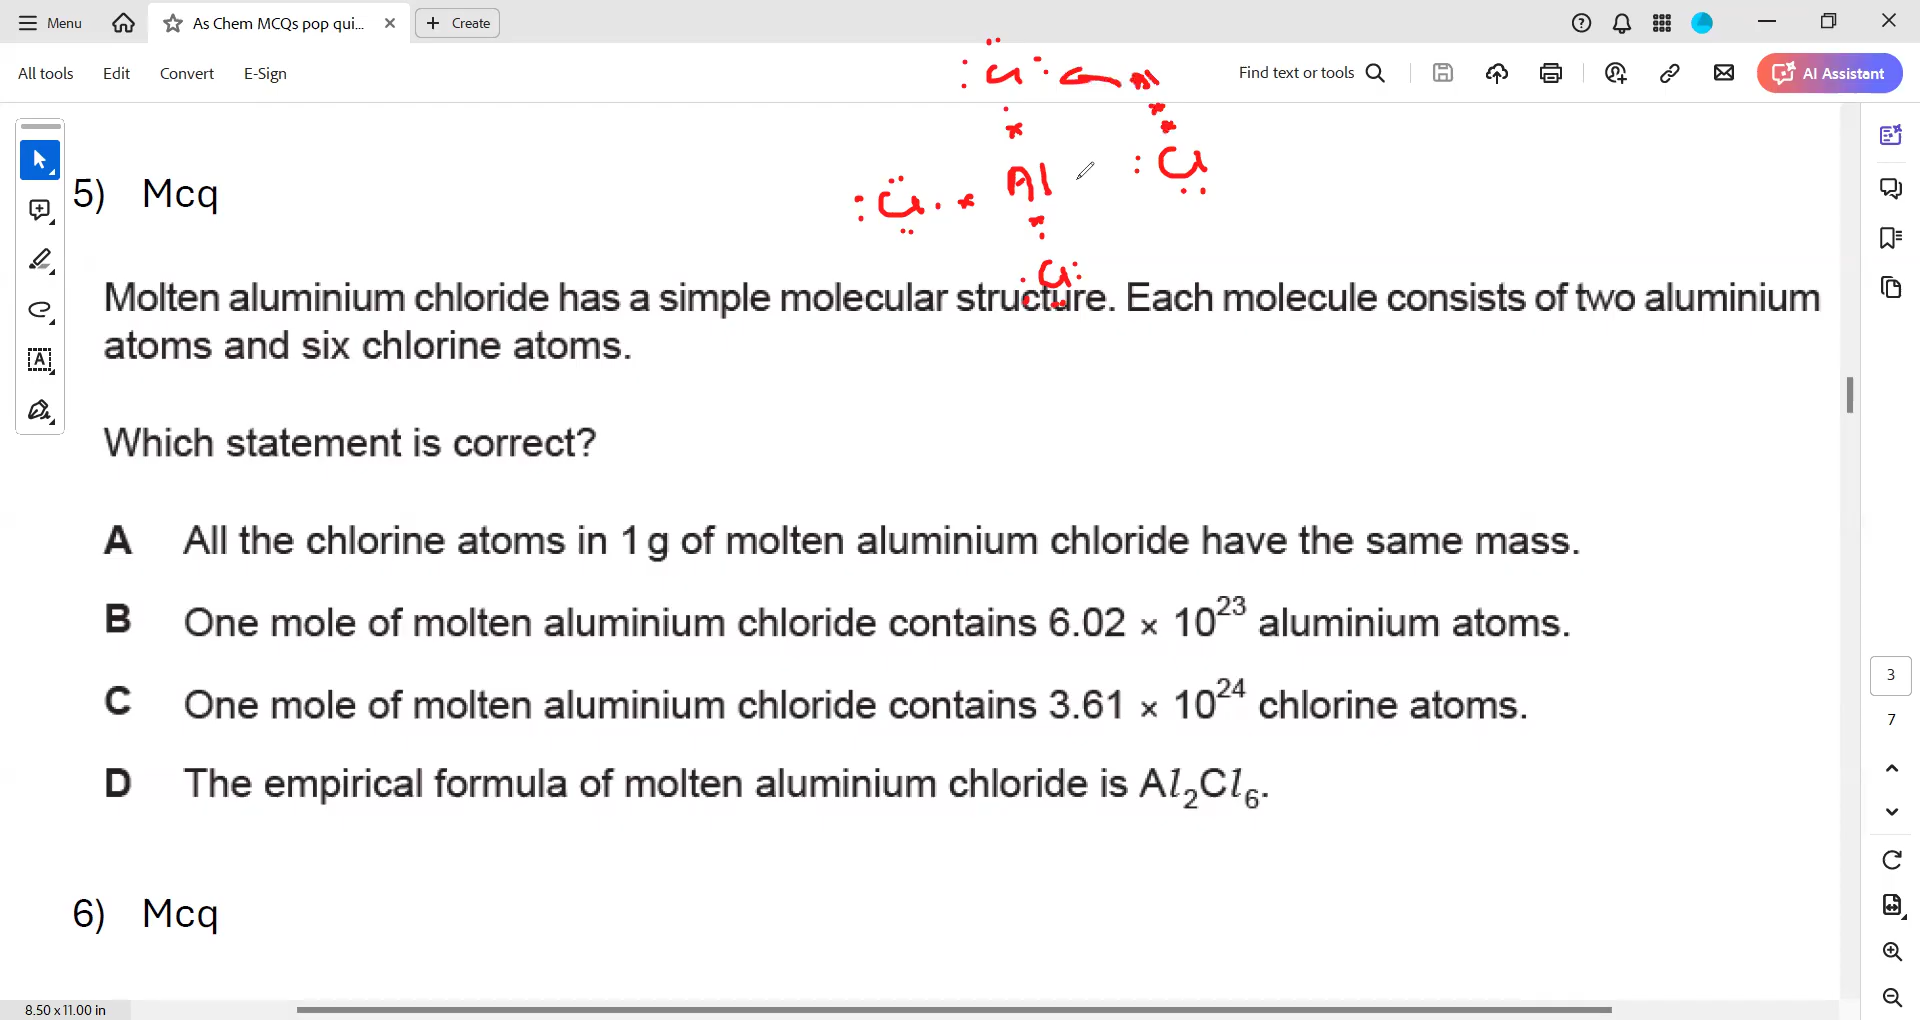 Menu
As Chem MCQs pop qui...
Create
All tools
Edit
Convert
E-Sign
Find text or tools
AI Assistant
Cl
Al
Cl
Al
Cl
Cl
5) Mcq
Molten aluminium chloride has a simple molecular structure. Each molecule consists of two aluminium
atoms and six chlorine atoms.
Which statement is correct?
A All the chlorine atoms in 1 g of molten aluminium chloride have the same mass.
B One mole of molten aluminium chloride contains 6.02 × 10²³ aluminium atoms.
C One mole of molten aluminium chloride contains 3.61 × 10²⁴ chlorine atoms.
D The empirical formula of molten aluminium chloride is Al₂Cl₆.
6) Mcq
3
7
8.50 x 11.00 in